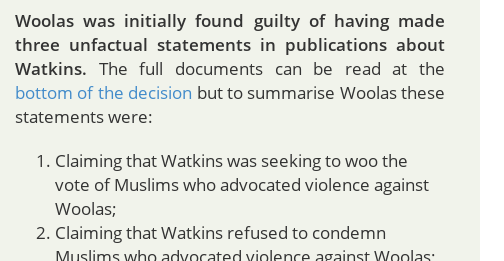 Woolas was initially found guilty of having made
three unfactual statements in publications about
Watkins. The full documents can be read at the
bottom of the decision but to summarise Woolas these
statements were:
1. Claiming that Watkins was seeking to woo the
vote of Muslims who advocated violence against
Woolas;
2. Claiming that Watkins refused to condemn
Muslims who advocated violence against Woolas;